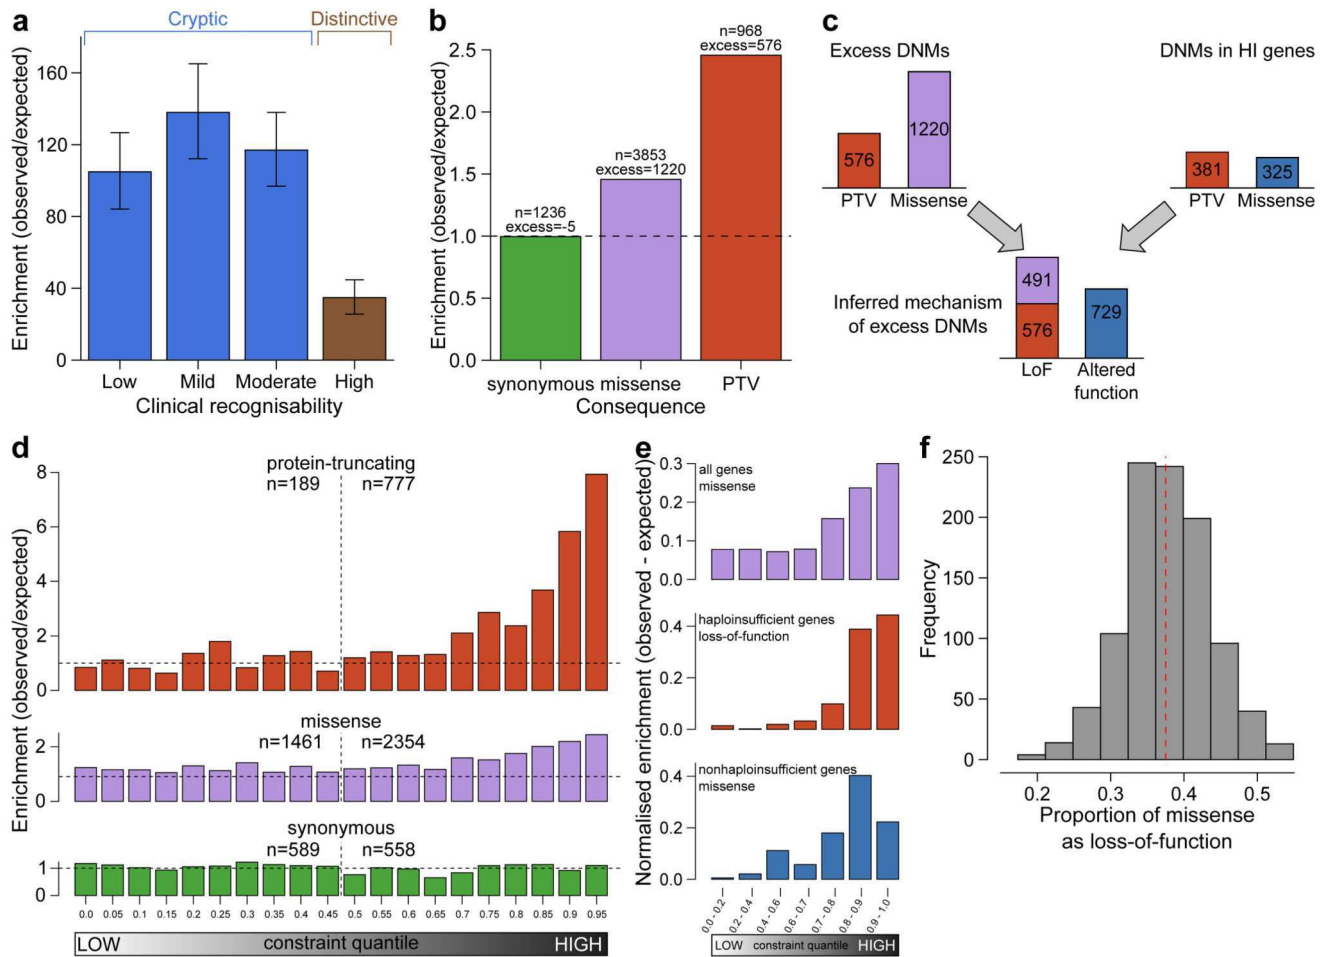 a
Cryptic
Distinctive
Enrichment (observed/expected)
160
120
80
40
0
Low
Mild
Moderate
High
Clinical recognisability
b
Enrichment (observed/expected)
2.5
2.0
1.5
1.0
0.5
0.0
n=968
excess=576
n=3853
excess=1220
n=1236
excess=-5
synonymous
missense
PTV
Consequence
c
Excess DNMs
DNMs in HI genes
576
1220
PTV
Missense
381
325
PTV
Missense
Inferred mechanism
of excess DNMs
491
576
729
LoF
Altered
function
d
Enrichment (observed/expected)
protein-truncating
n=189
n=777
8
6
4
2
0
missense
n=1461
n=2354
2
0
synonymous
n=589
n=558
1
0
0.0
0.05
0.1
0.15
0.2
0.25
0.3
0.35
0.4
0.45
0.5
0.55
0.6
0.65
0.7
0.75
0.8
0.85
0.9
0.95
LOW
constraint quantile
HIGH
e
Normalised enrichment (observed - expected)
all genes
missense
0.3
0.2
0.1
0.0
haploinsufficient genes
loss-of-function
0.4
0.2
0.0
nonhaploinsufficient genes
missense
0.4
0.2
0.0
0.0 - 0.2
0.2 - 0.4
0.4 - 0.6
0.6 - 0.7
0.7 - 0.8
0.8 - 0.9
0.9 - 1.0
LOW
constraint quantile
HIGH
f
Frequency
250
200
150
100
50
0
0.2
0.3
0.4
0.5
Proportion of missense
as loss-of-function